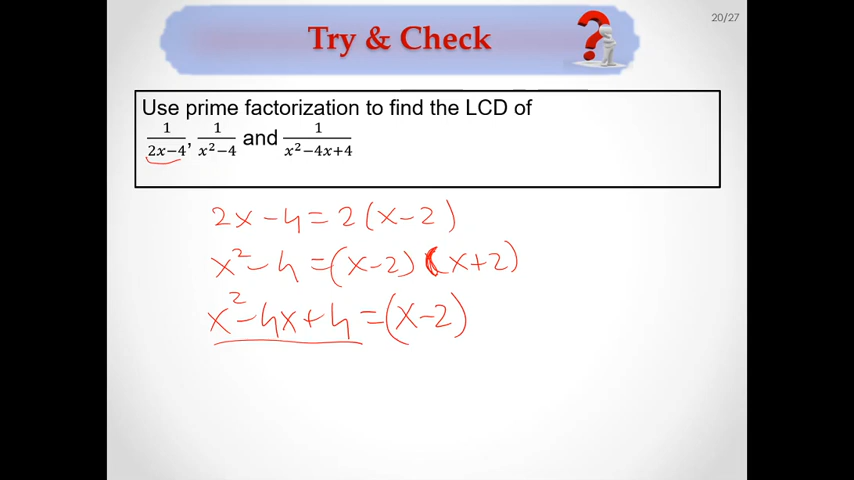 20/27
Try & Check
Use prime factorization to find the LCD of
1/(2x−4), 1/(x²−4) and 1/(x²−4x+4)
2x − 4 = 2(x − 2)
x² − 4 = (x − 2)(x + 2)
x² − 4x + 4 = (x − 2)